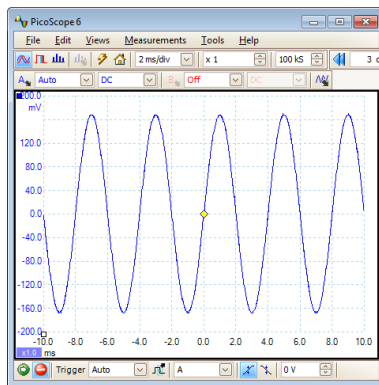 PicoScope 6
File Edit Views Measurements Tools Help
2 ms/div x 1 100 kS 3
A Auto DC B Off DC
200.0
mV
120.0
80.0
40.0
0.0
-40.0
-80.0
-120.0
-160.0
-200.0
-10.0 -8.0 -6.0 -4.0 -2.0 0.0 2.0 4.0 6.0 8.0 10.0
x1.0 ms
Trigger Auto A 0 V